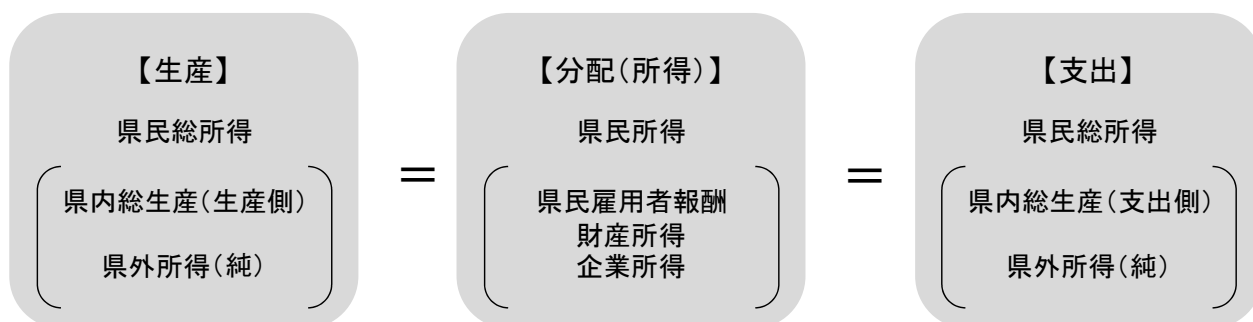 【生産】
県民総所得
県内総生産(生産側)
県外所得(純)
＝
【分配(所得)】
県民所得
県民雇用者報酬
財産所得
企業所得
＝
【支出】
県民総所得
県内総生産(支出側)
県外所得(純)